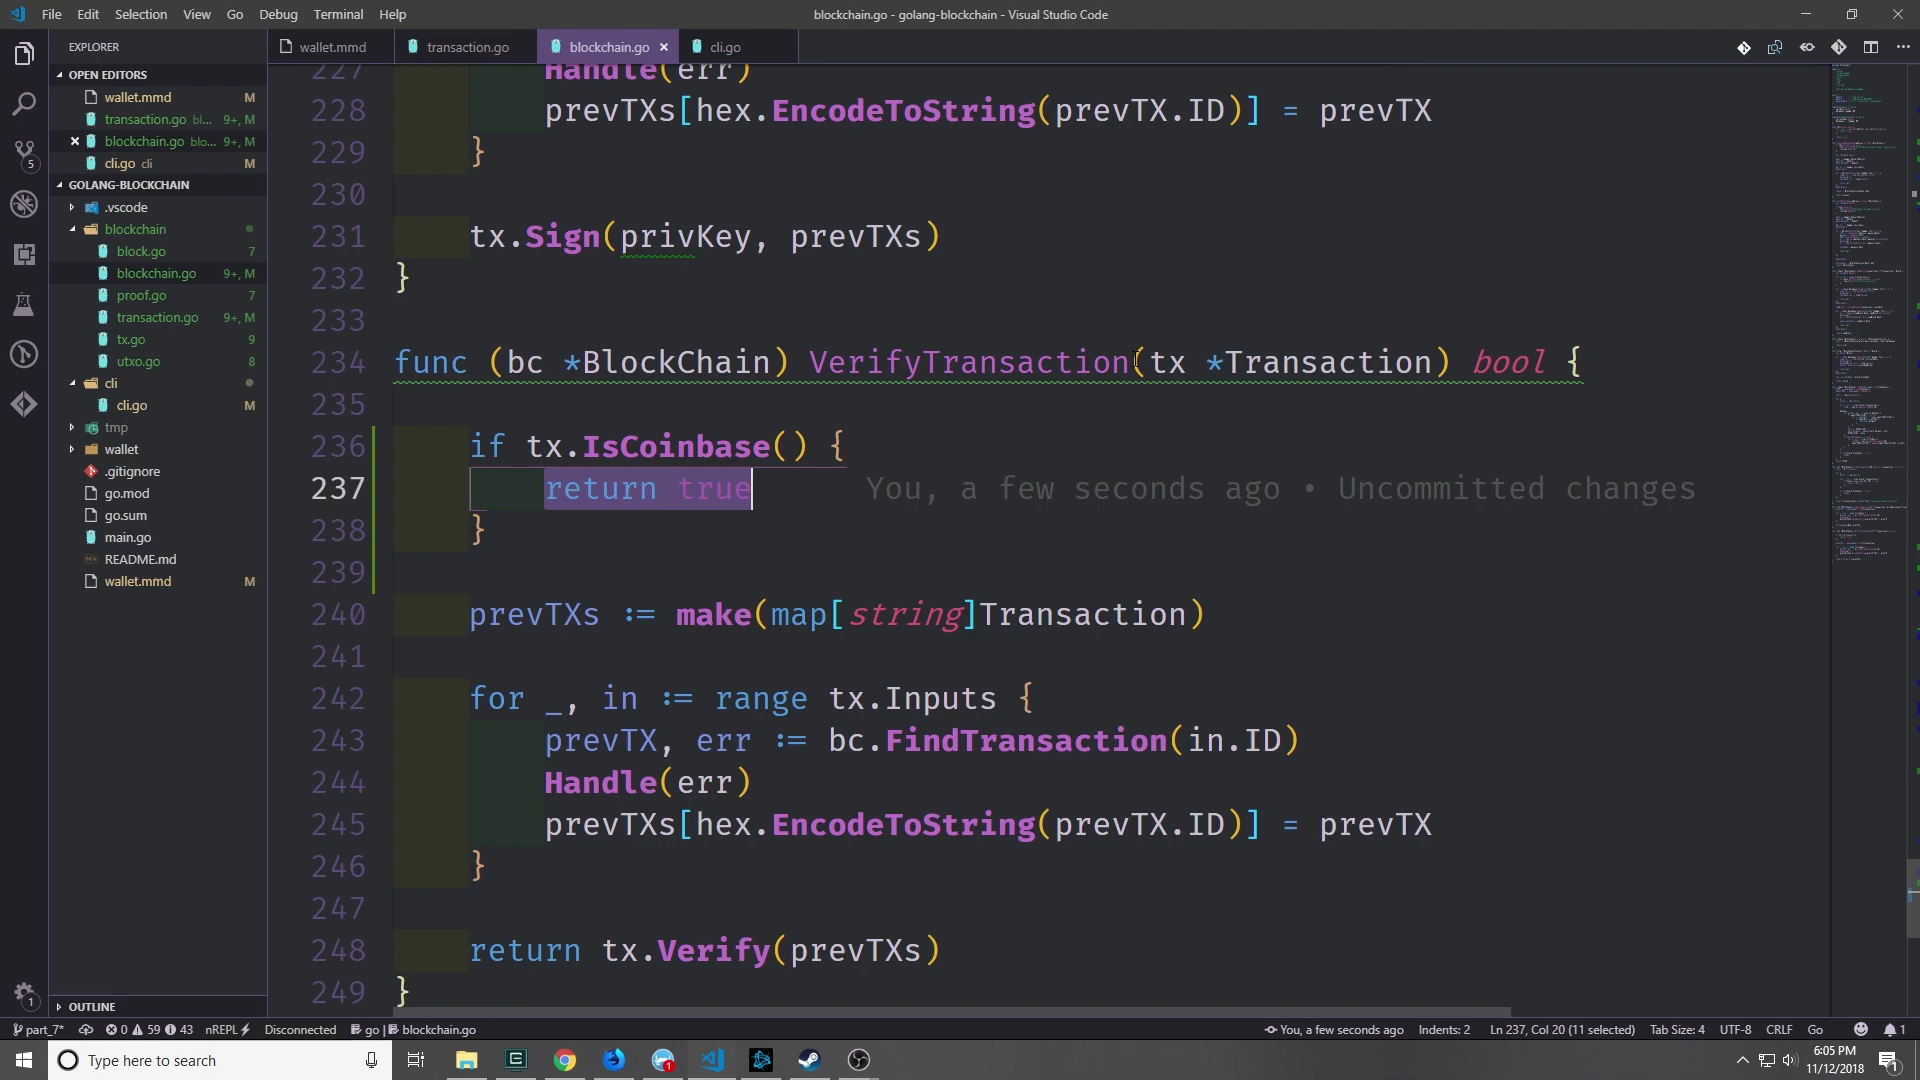 File Edit Selection View Go Debug Terminal Help
blockchain.go - golang-blockchain - Visual Studio Code
EXPLORER
wallet.mmd
transaction.go
blockchain.go ×
cli.go
OPEN EDITORS
wallet.mmd M
transaction.go bl... 9+, M
× blockchain.go blo... 9+, M
cli.go cli M
GOLANG-BLOCKCHAIN
.vscode
blockchain
block.go 7
blockchain.go 9+, M
proof.go 7
transaction.go 9+, M
tx.go 9
utxo.go 8
cli
cli.go M
tmp
wallet
.gitignore
go.mod
go.sum
main.go
README.md
wallet.mmd M
OUTLINE
5
1
227 Handle(err)
228 prevTXs[hex.EncodeToString(prevTX.ID)] = prevTX
229 }
230
231 tx.Sign(privKey, prevTXs)
232 }
233
234 func (bc *BlockChain) VerifyTransaction(tx *Transaction) bool {
235
236 if tx.IsCoinbase() {
237 return true You, a few seconds ago • Uncommitted changes
238 }
239
240 prevTXs := make(map[string]Transaction)
241
242 for _, in := range tx.Inputs {
243 prevTX, err := bc.FindTransaction(in.ID)
244 Handle(err)
245 prevTXs[hex.EncodeToString(prevTX.ID)] = prevTX
246 }
247
248 return tx.Verify(prevTXs)
249 }
part_7* 0 59 43 nREPL Disconnected go | blockchain.go
You, a few seconds ago Indents: 2 Ln 237, Col 20 (11 selected) Tab Size: 4 UTF-8 CRLF Go 1
Type here to search
1
6:05 PM
11/12/2018
1